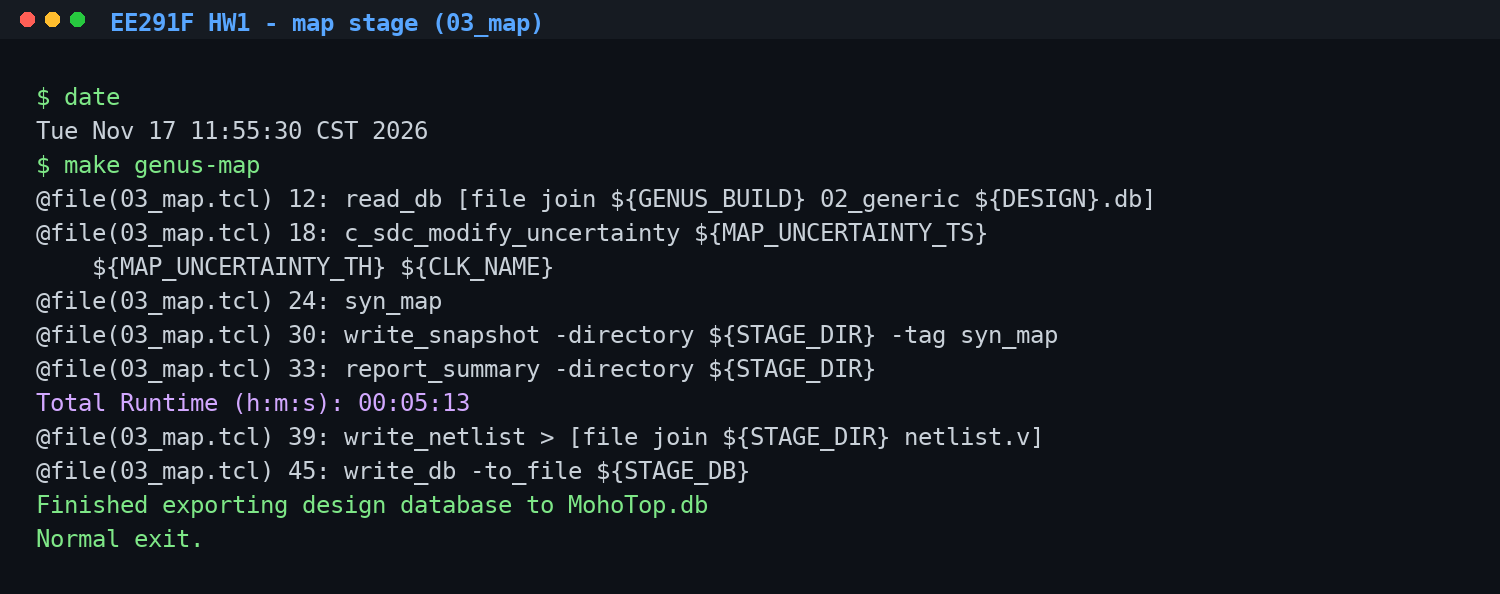 EE291F HW1 - map stage (03_map)
$ date
Tue Nov 17 11:55:30 CST 2026
$ make genus-map
@file(03_map.tcl) 12: read_db [file join ${GENUS_BUILD} 02_generic ${DESIGN}.db]
@file(03_map.tcl) 18: c_sdc_modify_uncertainty ${MAP_UNCERTAINTY_TS}
    ${MAP_UNCERTAINTY_TH} ${CLK_NAME}
@file(03_map.tcl) 24: syn_map
@file(03_map.tcl) 30: write_snapshot -directory ${STAGE_DIR} -tag syn_map
@file(03_map.tcl) 33: report_summary -directory ${STAGE_DIR}
Total Runtime (h:m:s): 00:05:13
@file(03_map.tcl) 39: write_netlist > [file join ${STAGE_DIR} netlist.v]
@file(03_map.tcl) 45: write_db -to_file ${STAGE_DB}
Finished exporting design database to MohoTop.db
Normal exit.